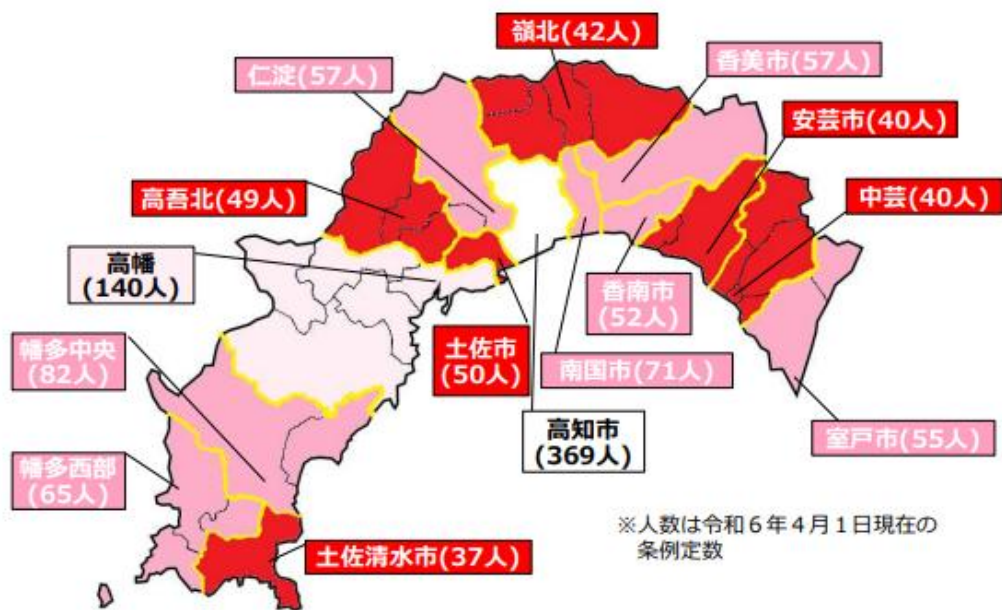 嶺北(42人)
仁淀(57人)
香美市(57人)
安芸市(40人)
高吾北(49人)
中芸(40人)
高幡
(140人)
香南市
(52人)
幡多中央
(82人)
土佐市
(50人)
南国市(71人)
高知市
(369人)
室戸市(55人)
幡多西部
(65人)
※人数は令和6年4月1日現在の
条例定数
土佐清水市(37人)